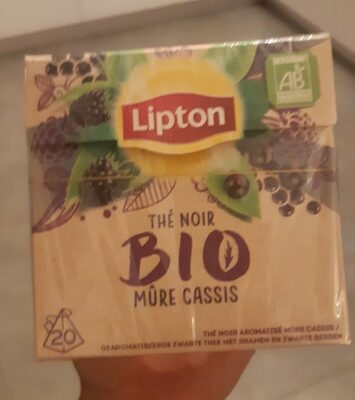 AB
Lipton
THÉ NOIR
BIO
MÛRE CASSIS
20
THÉ NOIR AROMATISÉ MÛRE CASSIS /
GEAROMATISEERDE ZWARTE THEE MET BRAMEN EN ZWARTE BESSEN